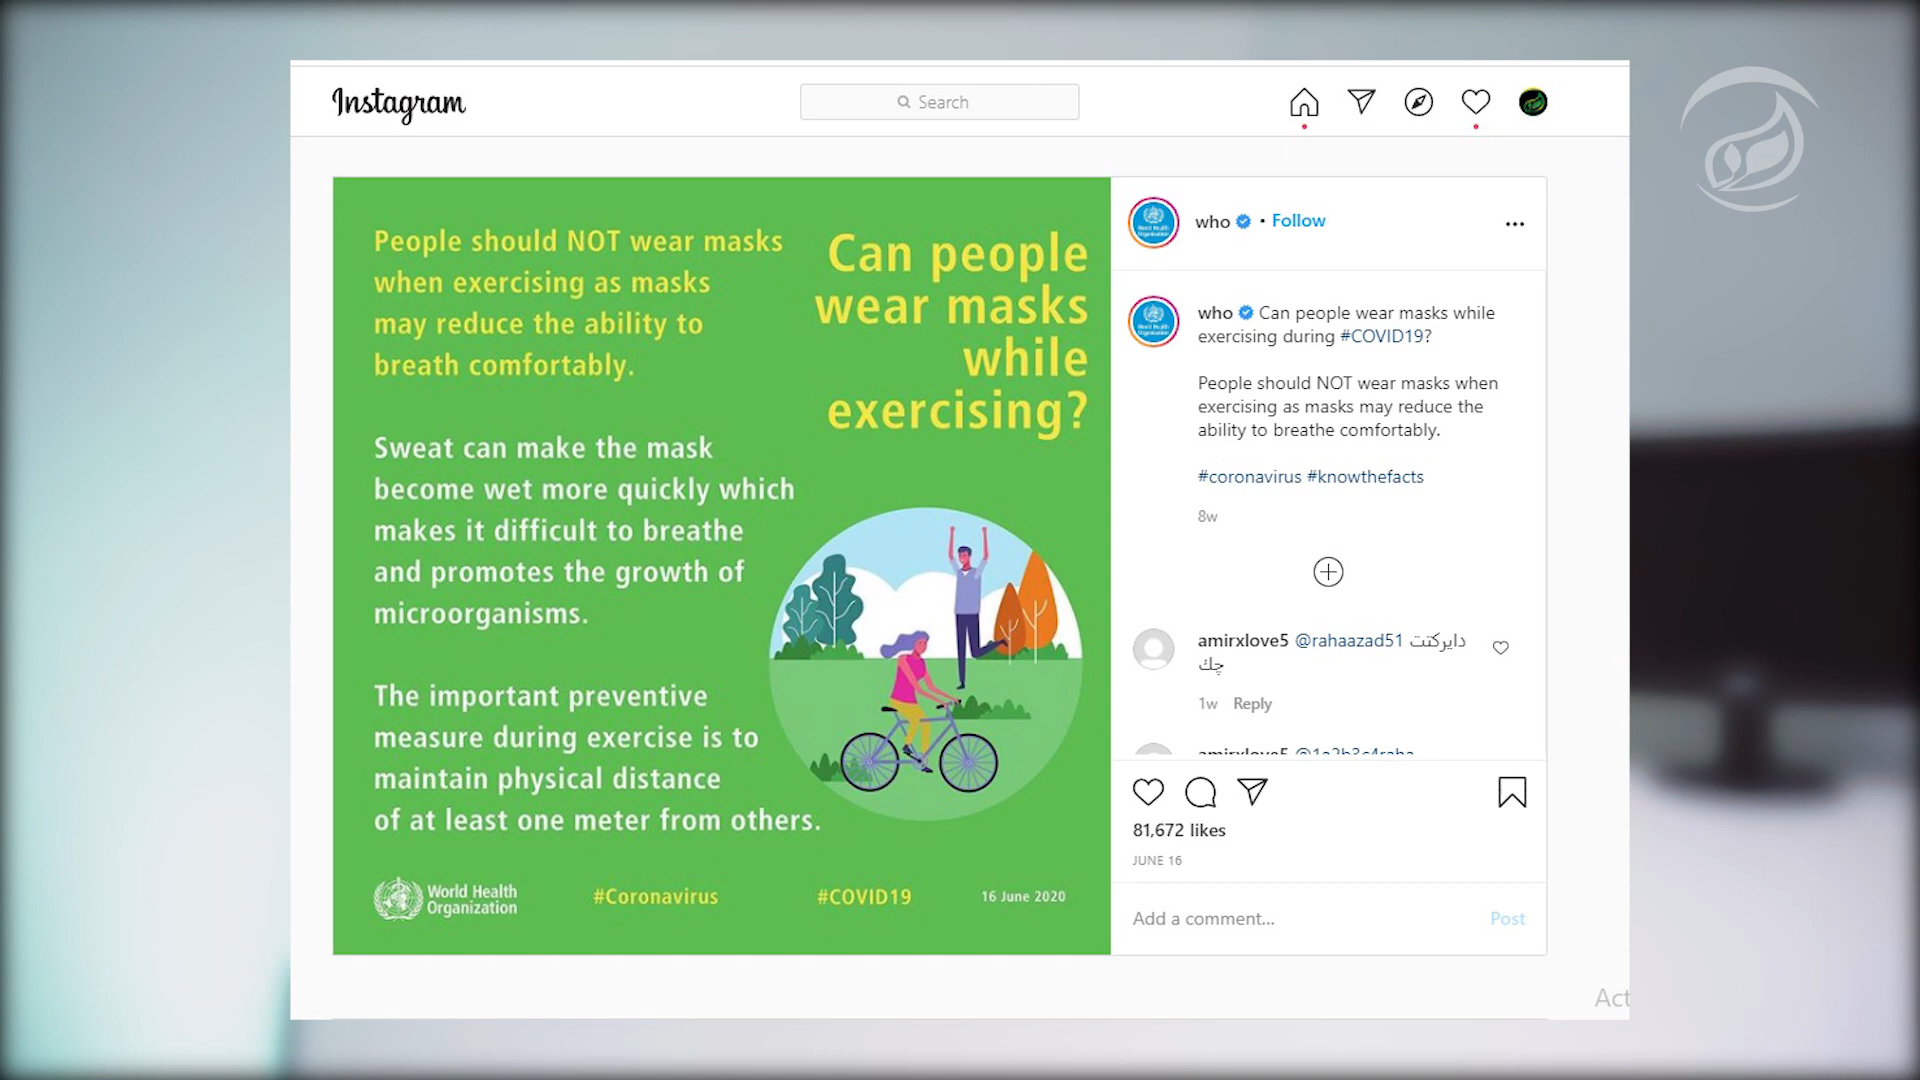 Instagram
Search
People should NOT wear masks
when exercising as masks
may reduce the ability to
breath comfortably.
Can people
wear masks
while
exercising?
Sweat can make the mask
become wet more quickly which
makes it difficult to breathe
and promotes the growth of
microorganisms.
The important preventive
measure during exercise is to
maintain physical distance
of at least one meter from others.
World Health
Organization
#Coronavirus
#COVID19
16 June 2020
who • Follow
who Can people wear masks while
exercising during #COVID19?
People should NOT wear masks when
exercising as masks may reduce the
ability to breathe comfortably.
#coronavirus #knowthefacts
8w
amirxlove5 @rahaazad51 دايركتت
چك
1w Reply
amirxlove5 @1a2b3c4raha
81,672 likes
JUNE 16
Add a comment...
Post
Act